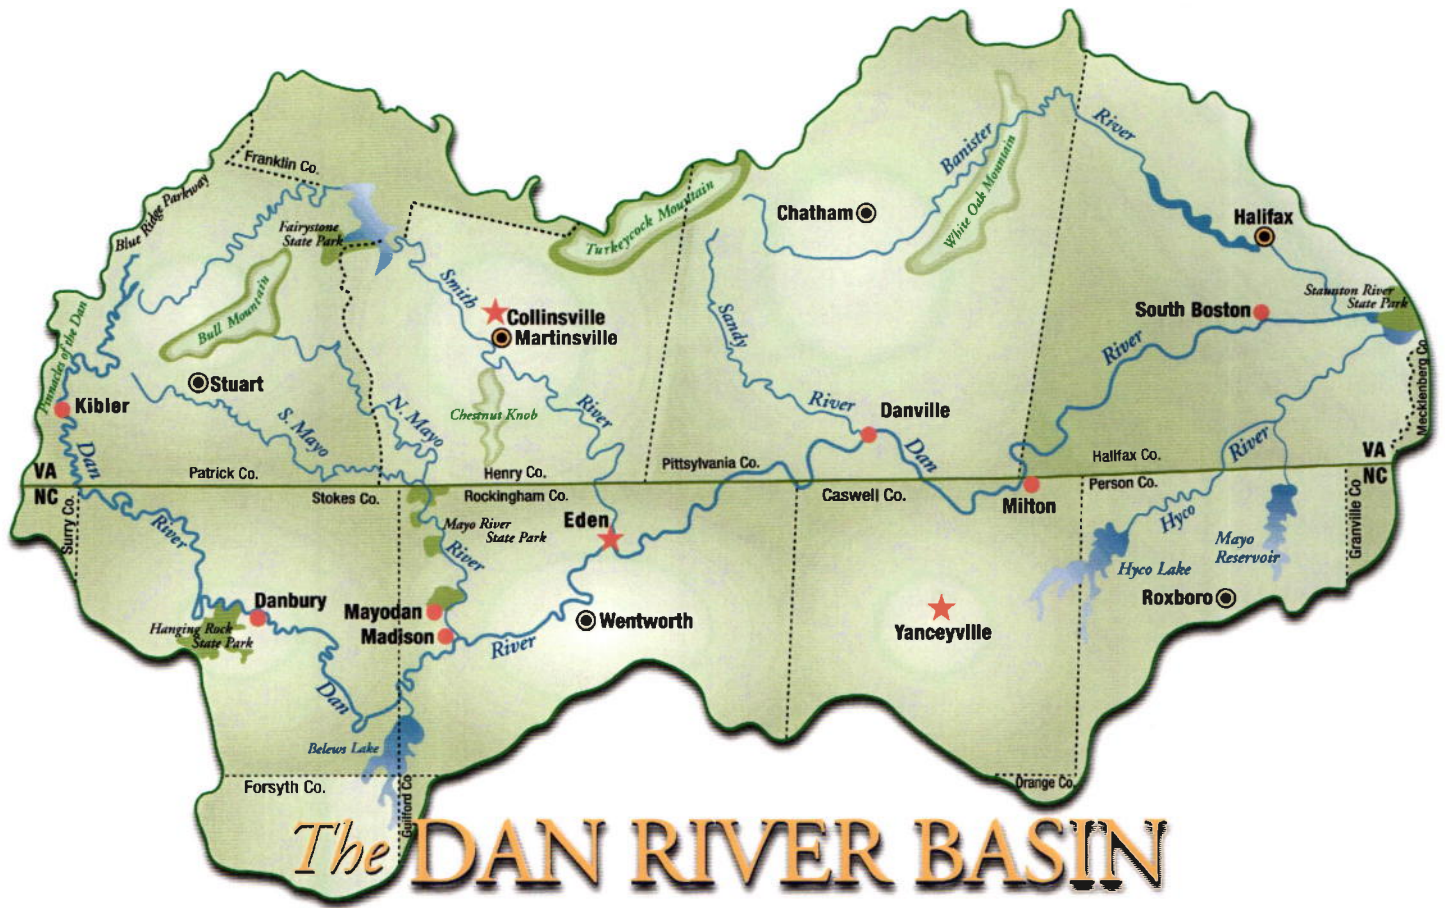 River
Banister
White Oak Mountain
Franklin Co.
Blue Ridge Parkway
Turkeycock Mountain
Chatham
Halifax
Fairystone
State Park
Smith
Staunton River
State Park
Bull Mountain
Collinsville
Martinsville
South Boston
Sandy
River
Pinnacles of the Dan
Stuart
Kibler
S. Mayo
N. Mayo
Chestnut Knob
River
River
Danville
Mecklenberg Co.
Dan
Dan
River
VA
Patrick Co.
Henry Co.
Pittsylvania Co.
Halifax Co.
VA
NC
Stokes Co.
Rockingham Co.
Caswell Co.
Person Co.
NC
Surry Co.
River
Mayo River
State Park
Eden
Milton
Hyco
Granville Co
River
Hyco Lake
Mayo
Reservoir
Danbury
Hanging Rock
State Park
Mayodan
Madison
River
Wentworth
Yanceyville
Roxboro
Dan
Belews Lake
Forsyth Co.
Guilford Co
Orange Co.
The DAN RIVER BASIN